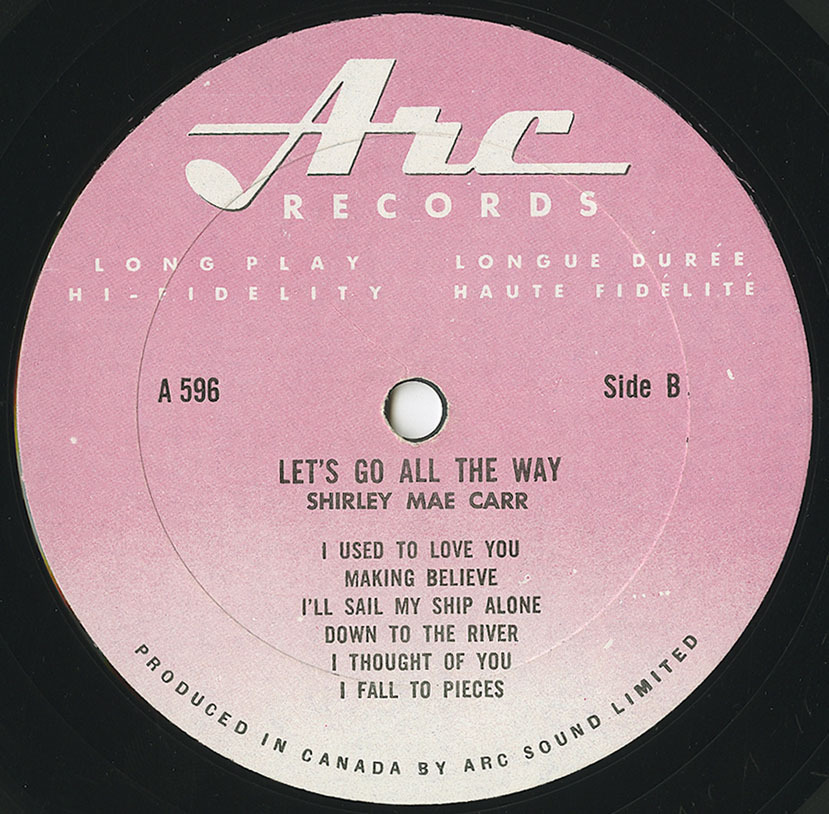 Arc
RECORDS
LONG PLAY
HI-FIDELITY
LONGUE DURÉE
HAUTE FIDÉLITÉ
A 596
Side B
LET'S GO ALL THE WAY
SHIRLEY MAE CARR
I USED TO LOVE YOU
MAKING BELIEVE
I'LL SAIL MY SHIP ALONE
DOWN TO THE RIVER
I THOUGHT OF YOU
I FALL TO PIECES
PRODUCED IN CANADA BY ARC SOUND LIMITED